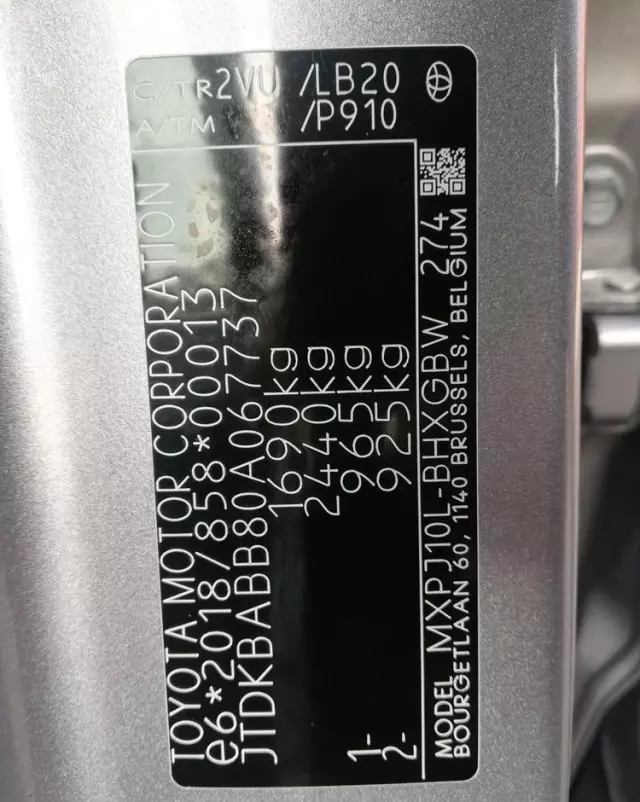 TOYOTA MOTOR CORPORATION
e6*2018/858*00013
JTDKBABB80A067737
1690kg
2440kg
1- 965kg
2- 925kg
MODEL MXPJ10L-BHXGBW 274
BOURGETLAAN 60, 1140 BRUSSELS, BELGIUM
C/TR 2VU /LB20
A/TM /P910